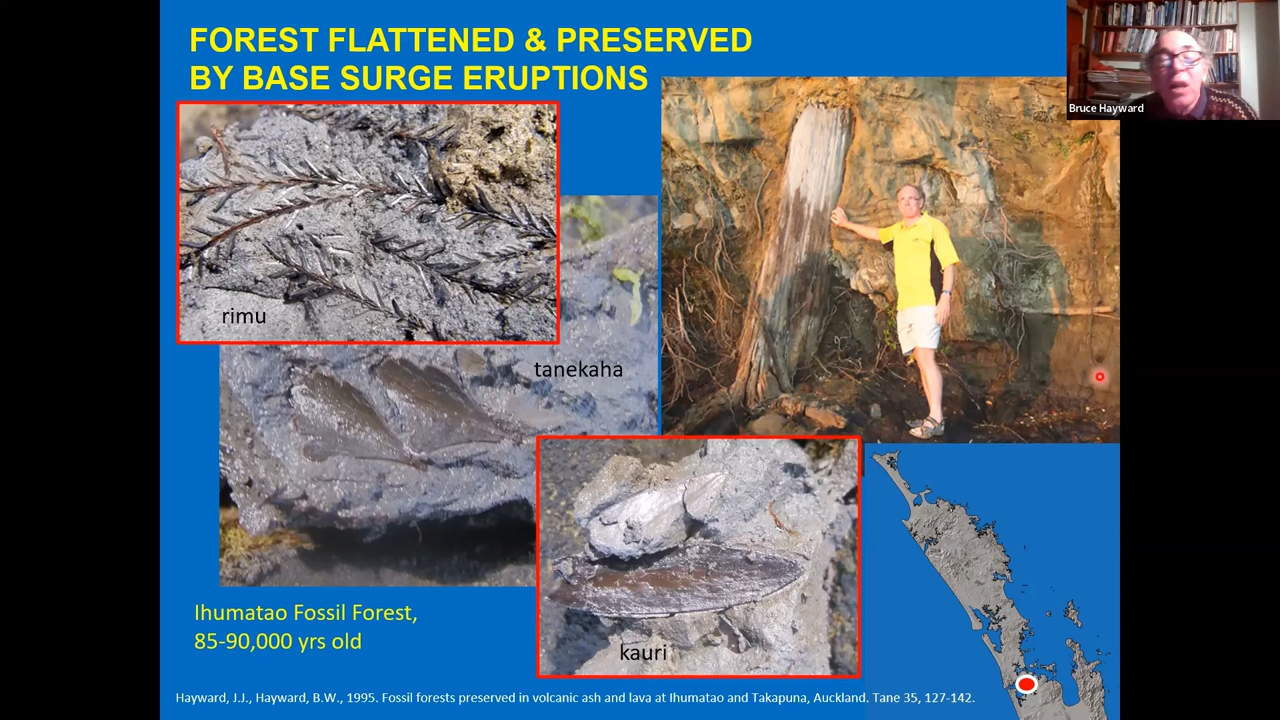 FOREST FLATTENED & PRESERVED
BY BASE SURGE ERUPTIONS
Bruce Hayward
rimu
tanekaha
kauri
Ihumatao Fossil Forest,
85-90,000 yrs old
Hayward, J.J., Hayward, B.W., 1995. Fossil forests preserved in volcanic ash and lava at Ihumatao and Takapuna, Auckland. Tane 35, 127-142.